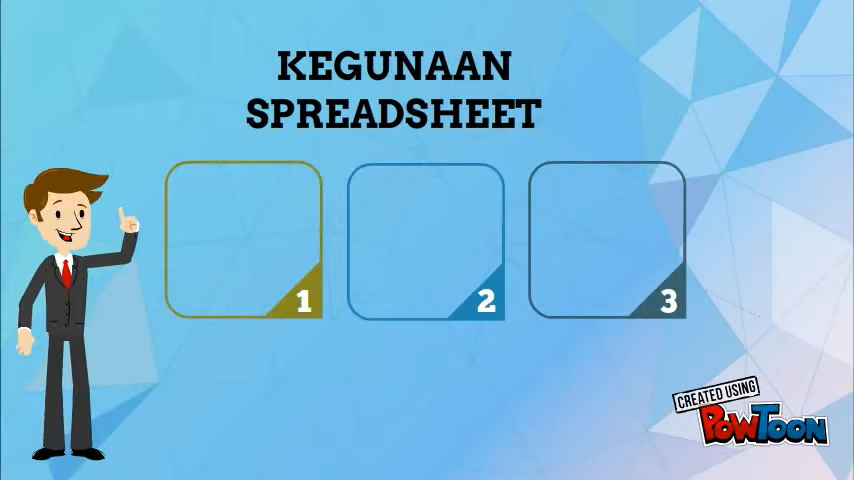 KEGUNAAN
SPREADSHEET
1
2
3
CREATED USING
POWTOON